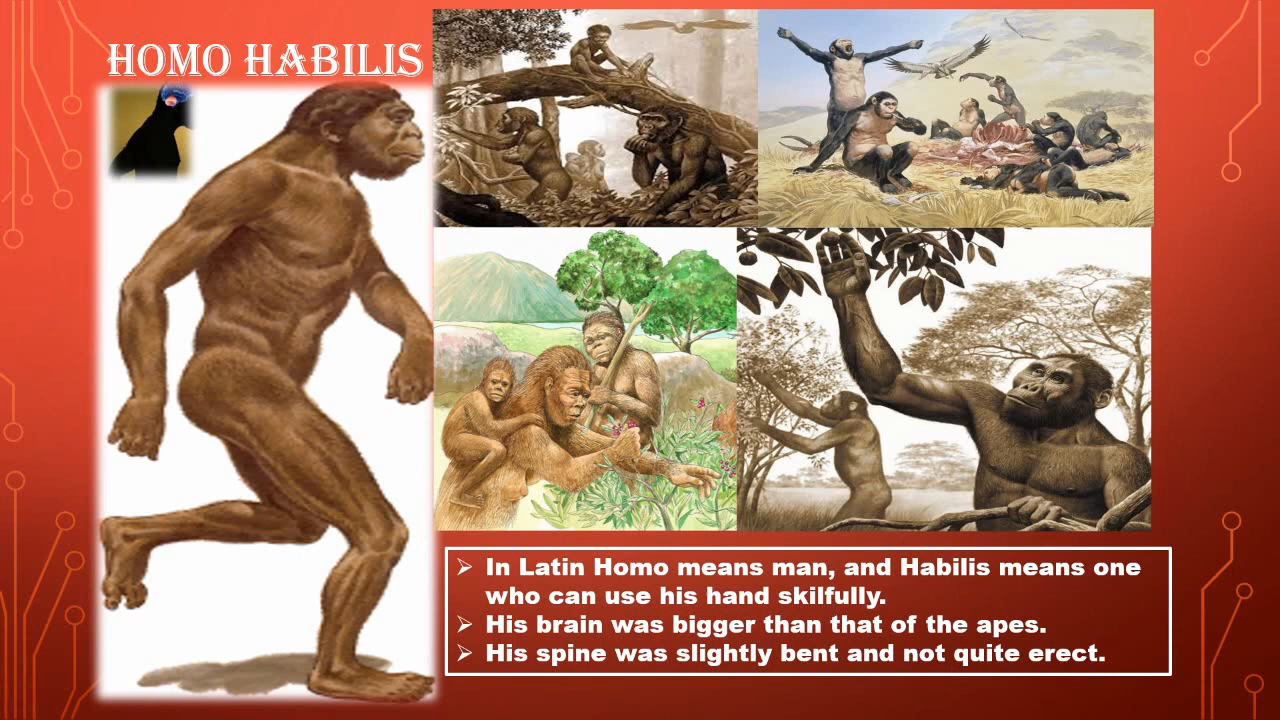 HOMO HABILIS
➢ In Latin Homo means man, and Habilis means one
who can use his hand skilfully.
➢ His brain was bigger than that of the apes.
➢ His spine was slightly bent and not quite erect.